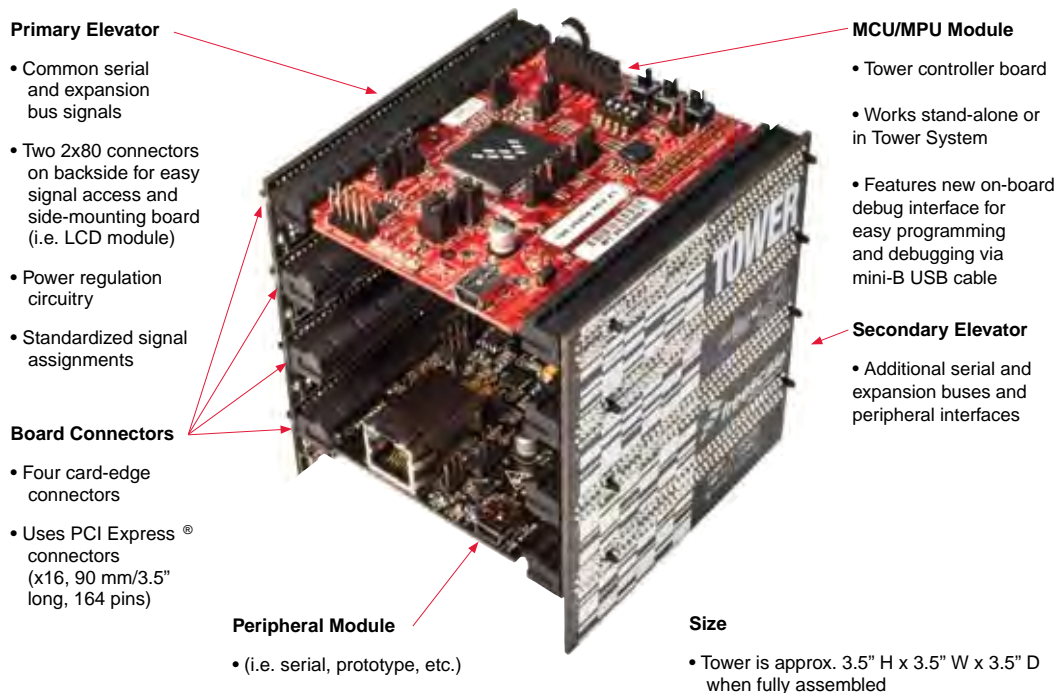 Primary Elevator
• Common serial
and expansion
bus signals
• Two 2x80 connectors
on backside for easy
signal access and
side-mounting board
(i.e. LCD module)
• Power regulation
circuitry
• Standardized signal
assignments
Board Connectors
• Four card-edge
connectors
• Uses PCI Express ®
connectors
(x16, 90 mm/3.5”
long, 164 pins)
Peripheral Module
• (i.e. serial, prototype, etc.)
TOWER
MCU/MPU Module
• Tower controller board
• Works stand-alone or
in Tower System
• Features new on-board
debug interface for
easy programming
and debugging via
mini-B USB cable
Secondary Elevator
• Additional serial and
expansion buses and
peripheral interfaces
Size
• Tower is approx. 3.5” H x 3.5” W x 3.5” D
when fully assembled